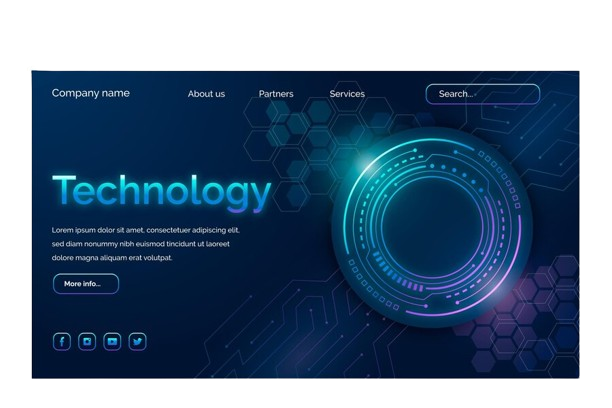 Company name
About us
Partners
Services
Search...
Technology
Lorem ipsum dolor sit amet, consectetuer adipiscing elit,
sed diam nonummy nibh euismod tincidunt ut laoreet
dolore magna aliquam erat volutpat.
More info...